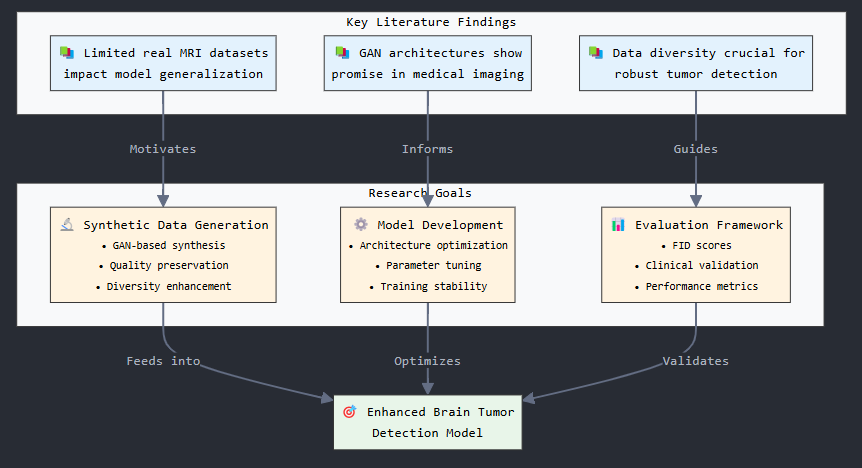 Key Literature Findings
Limited real MRI datasets
impact model generalization
GAN architectures show
promise in medical imaging
Data diversity crucial for
robust tumor detection
Motivates
Informs
Guides
Research Goals
Synthetic Data Generation
• GAN-based synthesis
• Quality preservation
• Diversity enhancement
Model Development
• Architecture optimization
• Parameter tuning
• Training stability
Evaluation Framework
• FID scores
• Clinical validation
• Performance metrics
Feeds into
Optimizes
Validates
Enhanced Brain Tumor
Detection Model